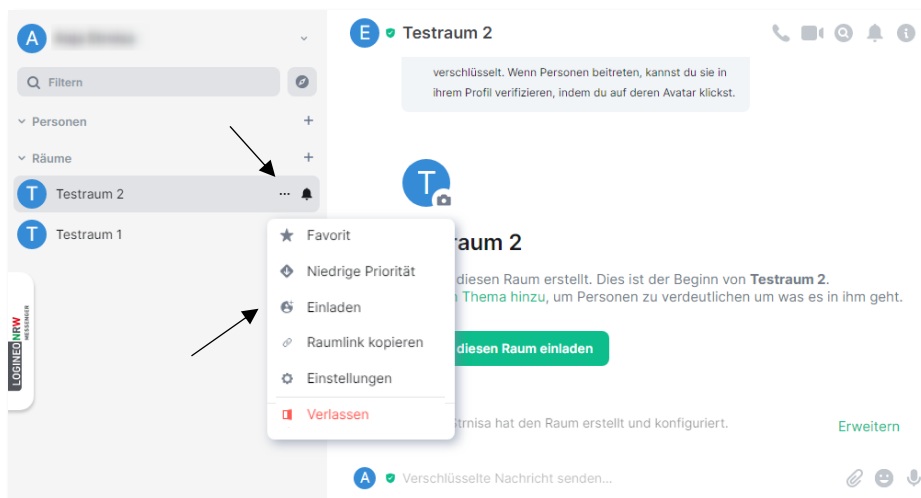 A
Filtern
Personen
Räume
T Testraum 2
T Testraum 1
LOGINEO NRW
MESSENGER
E Testraum 2
verschlüsselt. Wenn Personen beitreten, kannst du sie in
ihrem Profil verifizieren, indem du auf deren Avatar klickst.
T
raum 2
diesen Raum erstellt. Dies ist der Beginn von Testraum 2.
Thema hinzu, um Personen zu verdeutlichen um was es in ihm geht.
diesen Raum einladen
Strnisa hat den Raum erstellt und konfiguriert.
Erweitern
A Verschlüsselte Nachricht senden...
Favorit
Niedrige Priorität
Einladen
Raumlink kopieren
Einstellungen
Verlassen